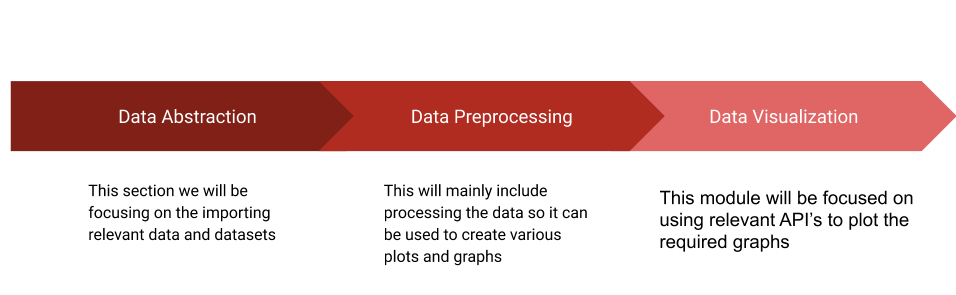 Data Abstraction
Data Preprocessing
Data Visualization
This section we will be
focusing on the importing
relevant data and datasets
This will mainly include
processing the data so it can
be used to create various
plots and graphs
This module will be focused on
using relevant API's to plot the
required graphs